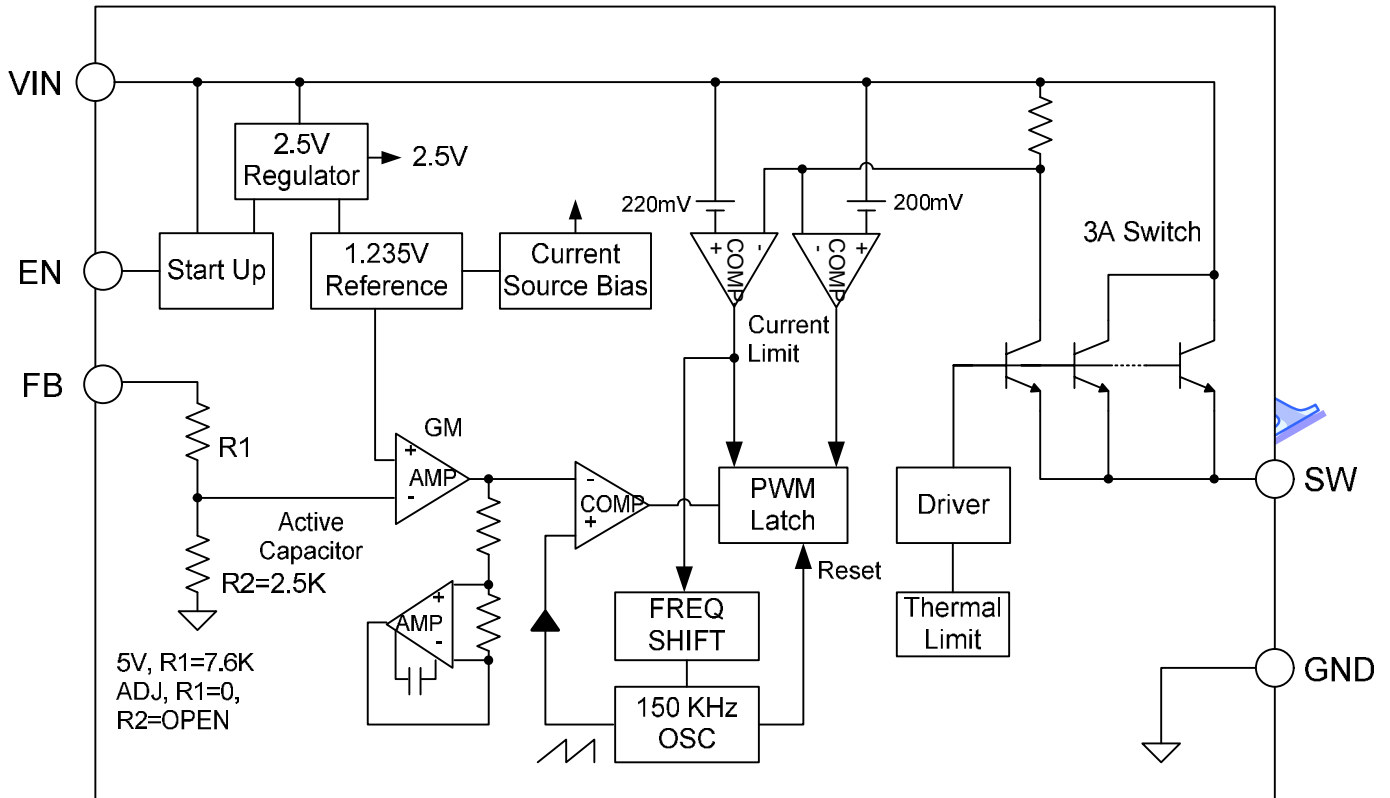 VIN
2.5V
Regulator
2.5V
220mV
200mV
3A Switch
EN
Start Up
1.235V
Reference
Current
Source Bias
+
COMP
-
-
COMP
+
Current
Limit
FB
R1
GM
+
AMP
-
-
COMP
+
PWM
Latch
Driver
SW
Active
Capacitor
R2=2.5K
Reset
+
AMP
-
FREQ
SHIFT
Thermal
Limit
5V, R1=7.6K
ADJ, R1=0,
R2=OPEN
150 KHz
OSC
GND